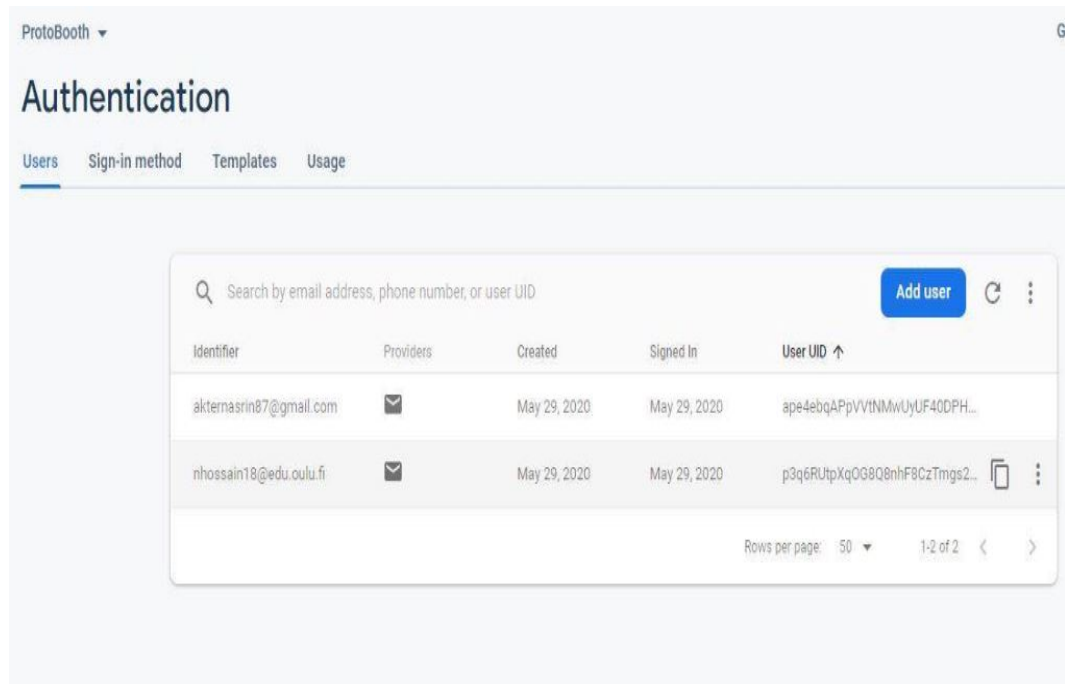 ProtoBooth
G
Authentication
Users Sign-in method Templates Usage
Search by email address, phone number, or user UID Add user
Identifier Providers Created Signed In User UID
akternasrin87@gmail.com May 29, 2020 May 29, 2020 ape4ebqAPpVVtNMwUyUF40DPH...
nhossain18@edu.oulu.fi May 29, 2020 May 29, 2020 p3q6RUtpXqOG8Q8nhF8CzTmgs2...
Rows per page: 50 1-2 of 2